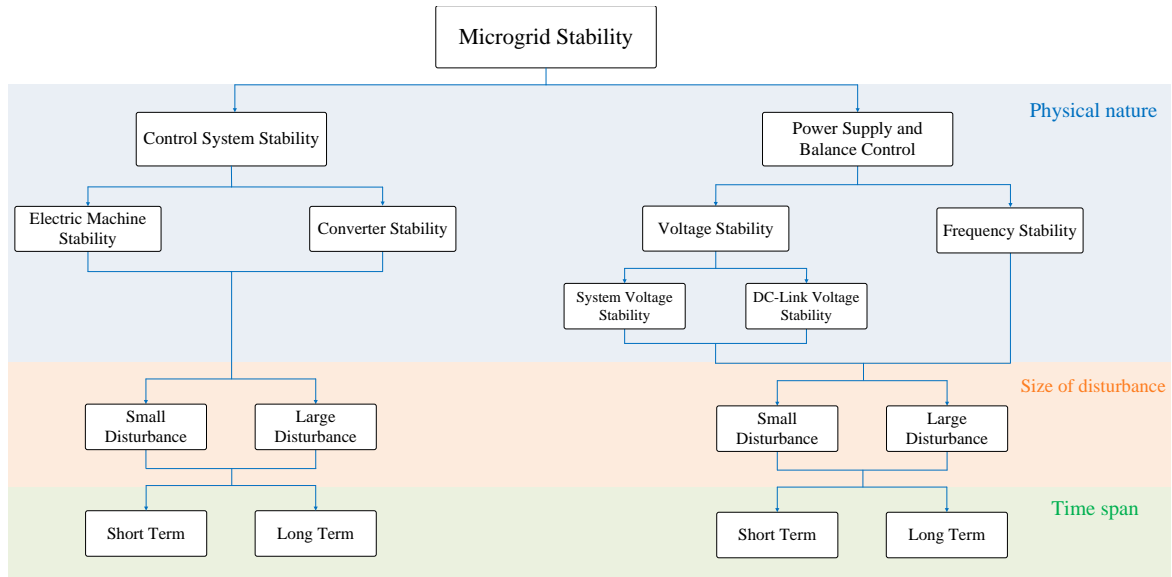 Microgrid Stability
Physical nature
Control System Stability
Power Supply and
Balance Control
Electric Machine
Stability
Converter Stability
Voltage Stability
Frequency Stability
System Voltage
Stability
DC-Link Voltage
Stability
Size of disturbance
Small
Disturbance
Large
Disturbance
Small
Disturbance
Large
Disturbance
Time span
Short Term
Long Term
Short Term
Long Term